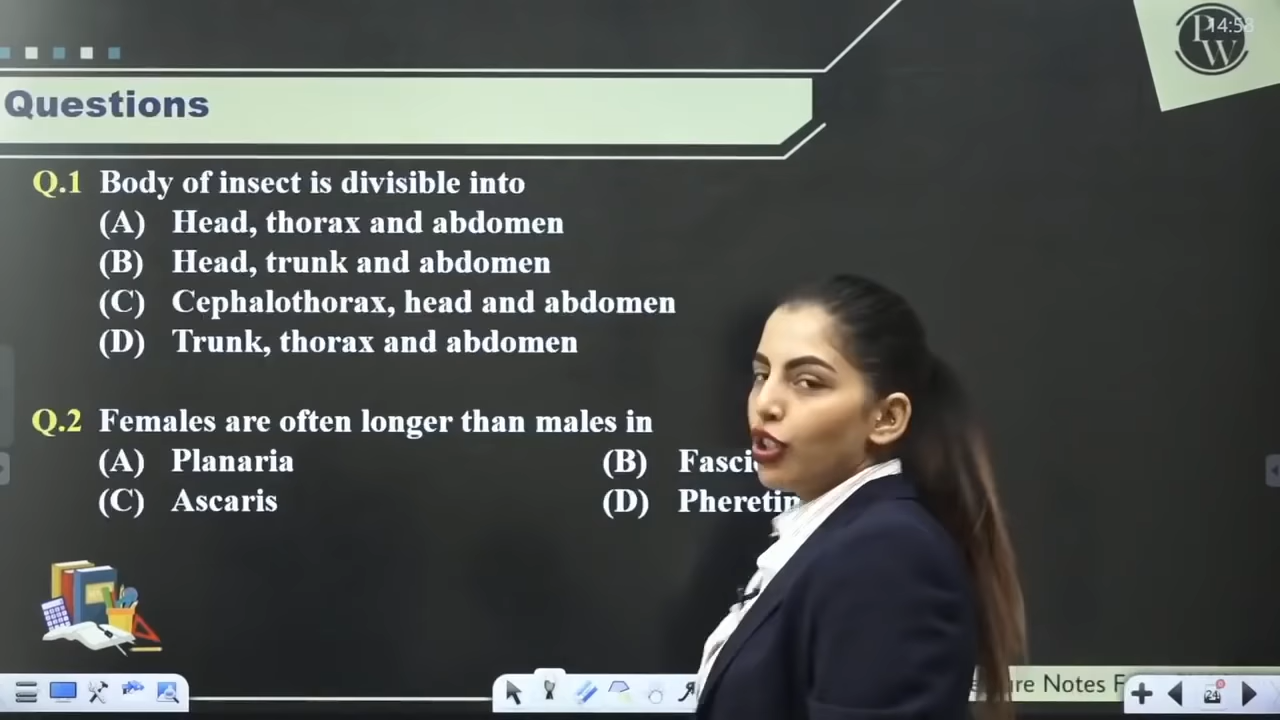 14:58
PW
Questions
Q.1 Body of insect is divisible into
(A) Head, thorax and abdomen
(B) Head, trunk and abdomen
(C) Cephalothorax, head and abdomen
(D) Trunk, thorax and abdomen
Q.2 Females are often longer than males in
(A) Planaria (B)
(C) Ascaris (D)
Notes
24